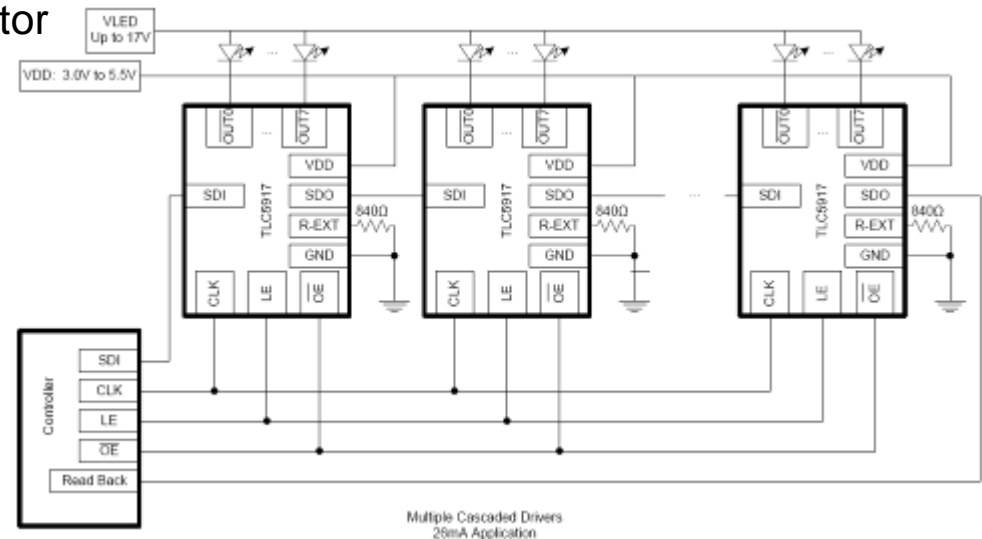 tor
VLED
Up to 17V
VDD: 3.0V to 5.5V
... ... ...
OUT0 ... OUT7
OUT0 ... OUT7
OUT0 ... OUT7
VDD
VDD
VDD
SDI
TLC5917
SDO
SDI
TLC5917
SDO
...
SDI
TLC5917
SDO
R-EXT
840Ω
R-EXT
840Ω
R-EXT
840Ω
GND
GND
GND
CLK
LE
OE
CLK
LE
OE
CLK
LE
OE
Controller
SDI
CLK
LE
OE
Read Back
Multiple Cascaded Drivers
26mA Application